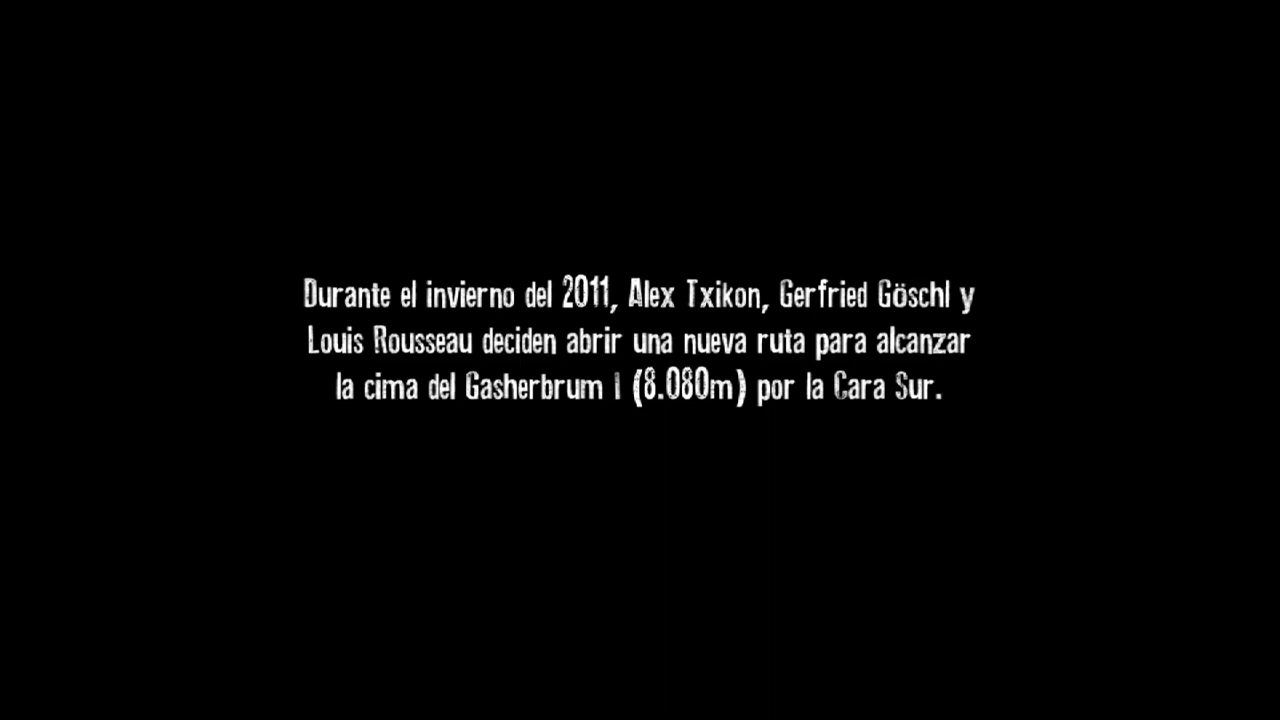 Durante el invierno del 2011, Alex Txikon, Gerfried Göschl y
Louis Rousseau deciden abrir una nueva ruta para alcanzar
la cima del Gasherbrum I (8.080m) por la Cara Sur.